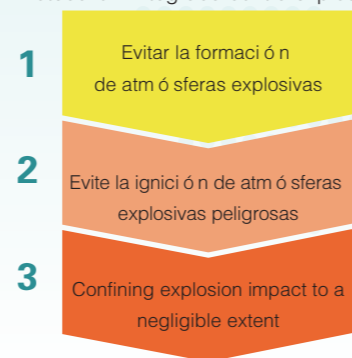 1
Evitar la formaci ó n
de atm ó sferas explosivas
2
Evite la ignici ó n de atm ó sferas
explosivas peligrosas
3
Confining explosion impact to a
negligible extent